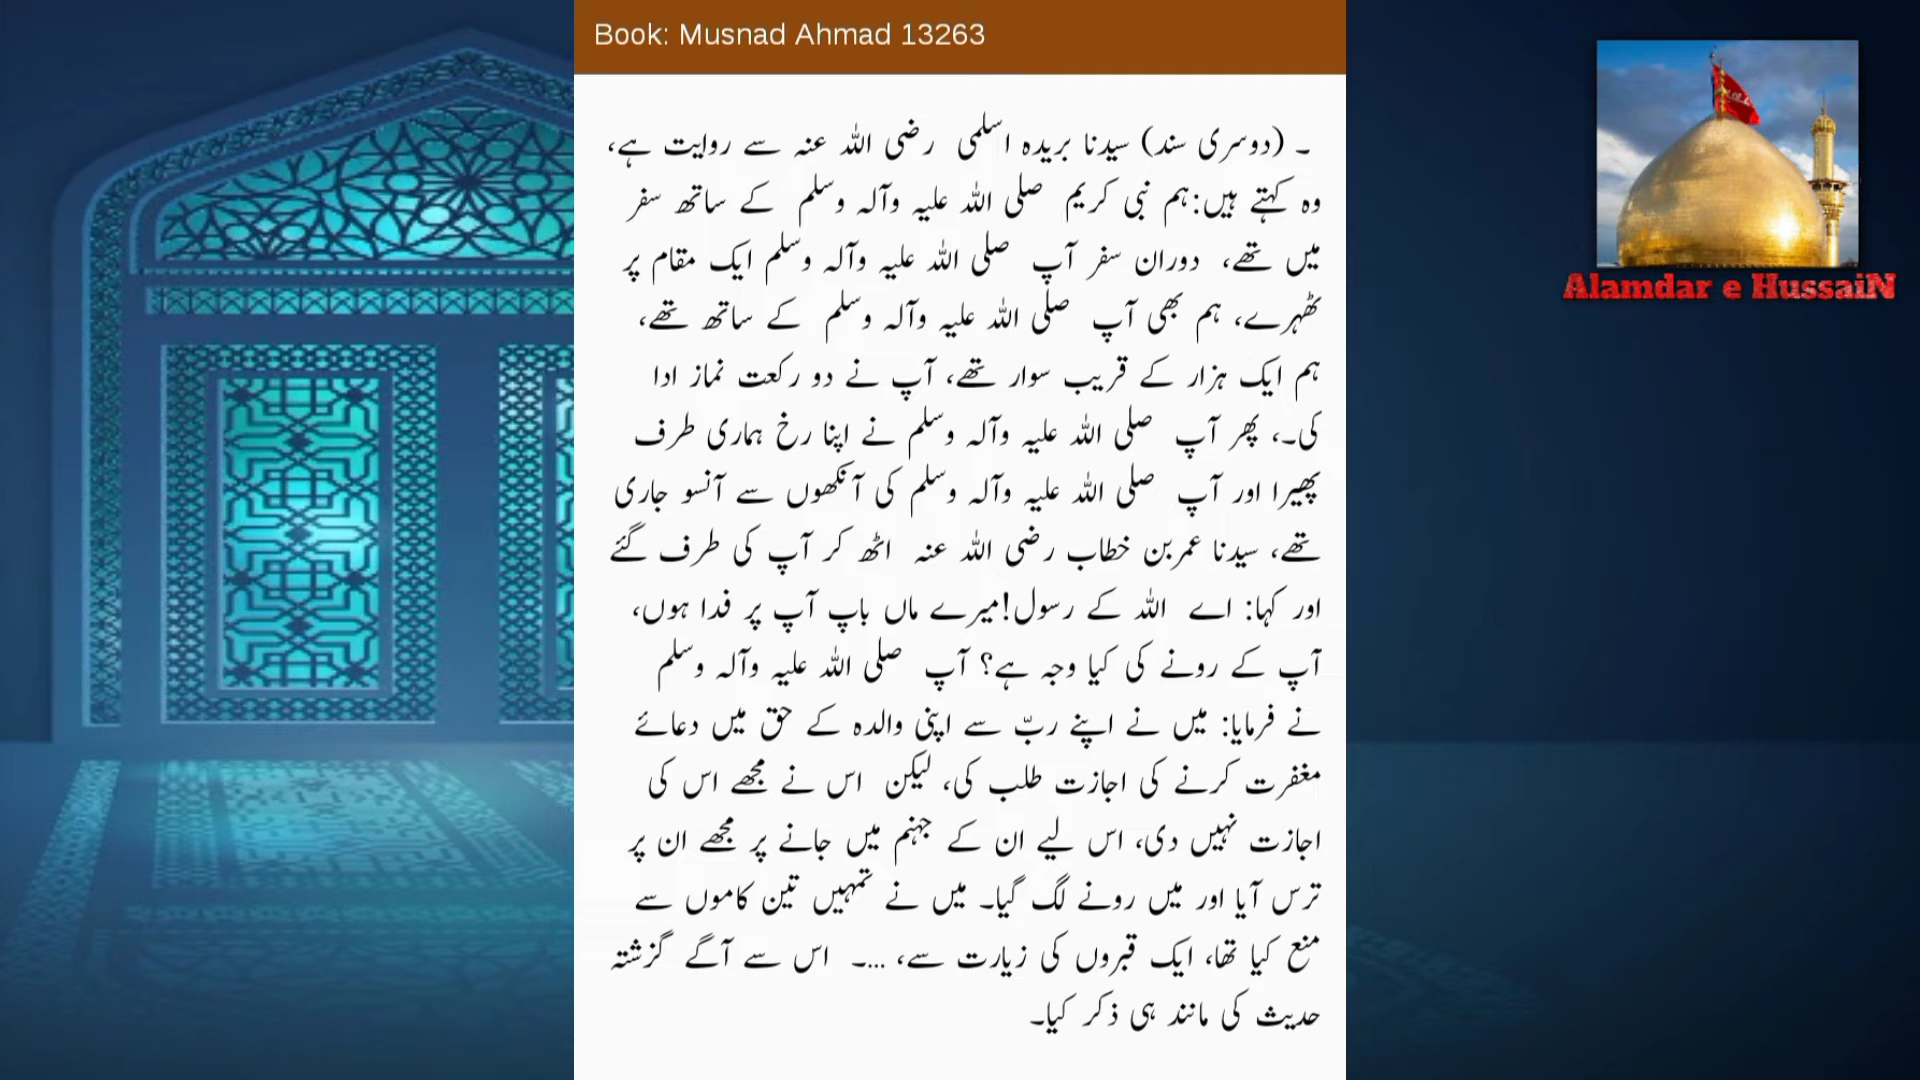 Book: Musnad Ahmad 13263
۔ (دوسری سند) سیدنا بریدہ اسلمی رضی اللہ عنہ سے روایت ہے،
وہ کہتے ہیں:ہم نبی کریم صلی اللہ علیہ وآلہ وسلم کے ساتھ سفر
میں تھے، دوران سفر آپ صلی اللہ علیہ وآلہ وسلم ایک مقام پر
ٹھہرے، ہم بھی آپ صلی اللہ علیہ وآلہ وسلم کے ساتھ تھے،
ہم ایک ہزار کے قریب سوار تھے، آپ نے دو رکعت نماز ادا
کی۔، پھر آپ صلی اللہ علیہ وآلہ وسلم نے اپنا رخ ہماری طرف
پھیرا اور آپ صلی اللہ علیہ وآلہ وسلم کی آنکھوں سے آنسو جاری
تھے، سیدنا عمربن خطاب رضی اللہ عنہ اٹھ کر آپ کی طرف گئے
اور کہا: اے اللہ کے رسول!میرے ماں باپ آپ پر فدا ہوں،
آپ کے رونے کی کیا وجہ ہے؟ آپ صلی اللہ علیہ وآلہ وسلم
نے فرمایا: میں نے اپنے ربّ سے اپنی والدہ کے حق میں دعائے
مغفرت کرنے کی اجازت طلب کی، لیکن اس نے مجھے اس کی
اجازت نہیں دی، اس لیے ان کے جہنم میں جانے پر مجھے ان پر
ترس آیا اور میں رونے لگ گیا۔ میں نے تمہیں تین کاموں سے
منع کیا تھا، ایک قبروں کی زیارت سے، …۔ اس سے آگے گزشتہ
حدیث کی مانند ہی ذکر کیا۔
Alamdar e HussaiN